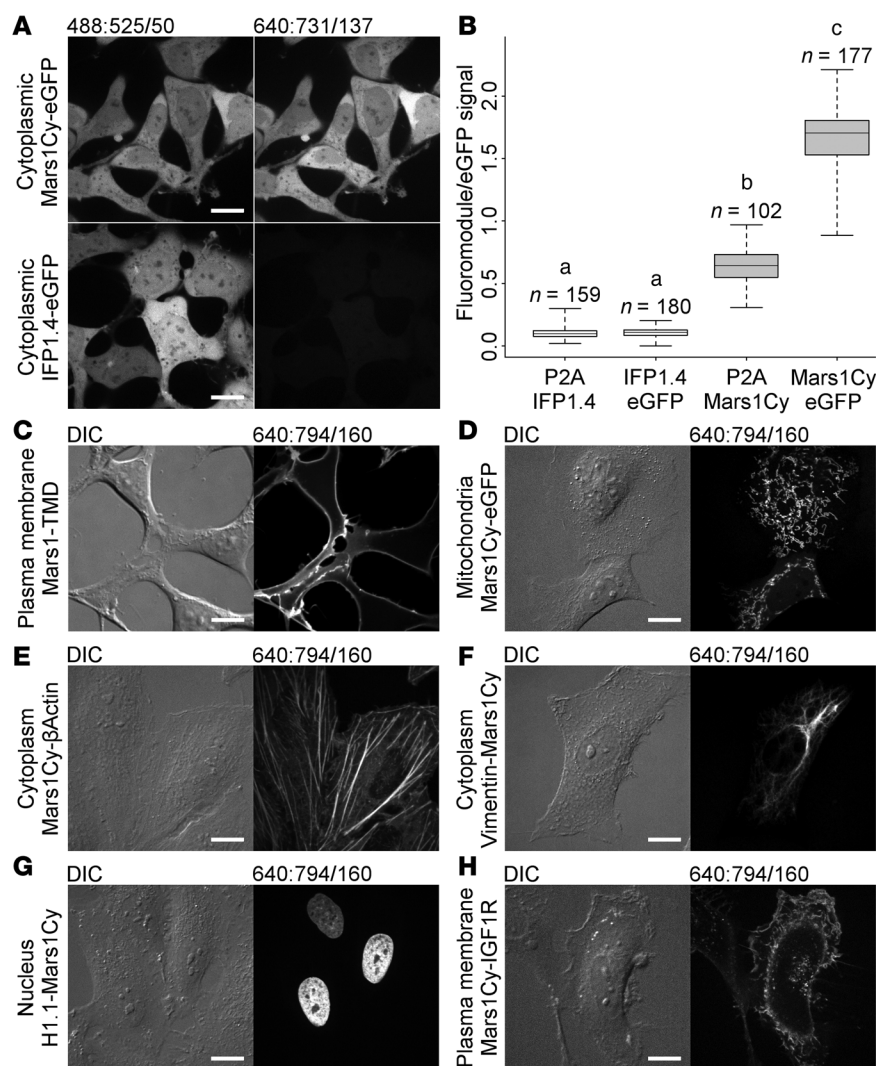 A
488:525/50 640:731/137
Cytoplasmic
Mars1Cy-eGFP
Cytoplasmic
IFP1.4-eGFP
B
Fluoromodule/eGFP signal
0.0
0.5
1.0
1.5
2.0
a
n = 159
a
n = 180
b
n = 102
c
n = 177
P2A
IFP1.4
IFP1.4
eGFP
P2A
Mars1Cy
Mars1Cy
eGFP
C
DIC 640:794/160
Plasma membrane
Mars1-TMD
D
DIC 640:794/160
Mitochondria
Mars1Cy-eGFP
E
DIC 640:794/160
Cytoplasm
Mars1Cy-βActin
F
DIC 640:794/160
Cytoplasm
Vimentin-Mars1Cy
G
DIC 640:794/160
Nucleus
H1.1-Mars1Cy
H
DIC 640:794/160
Plasma membrane
Mars1Cy-IGF1R